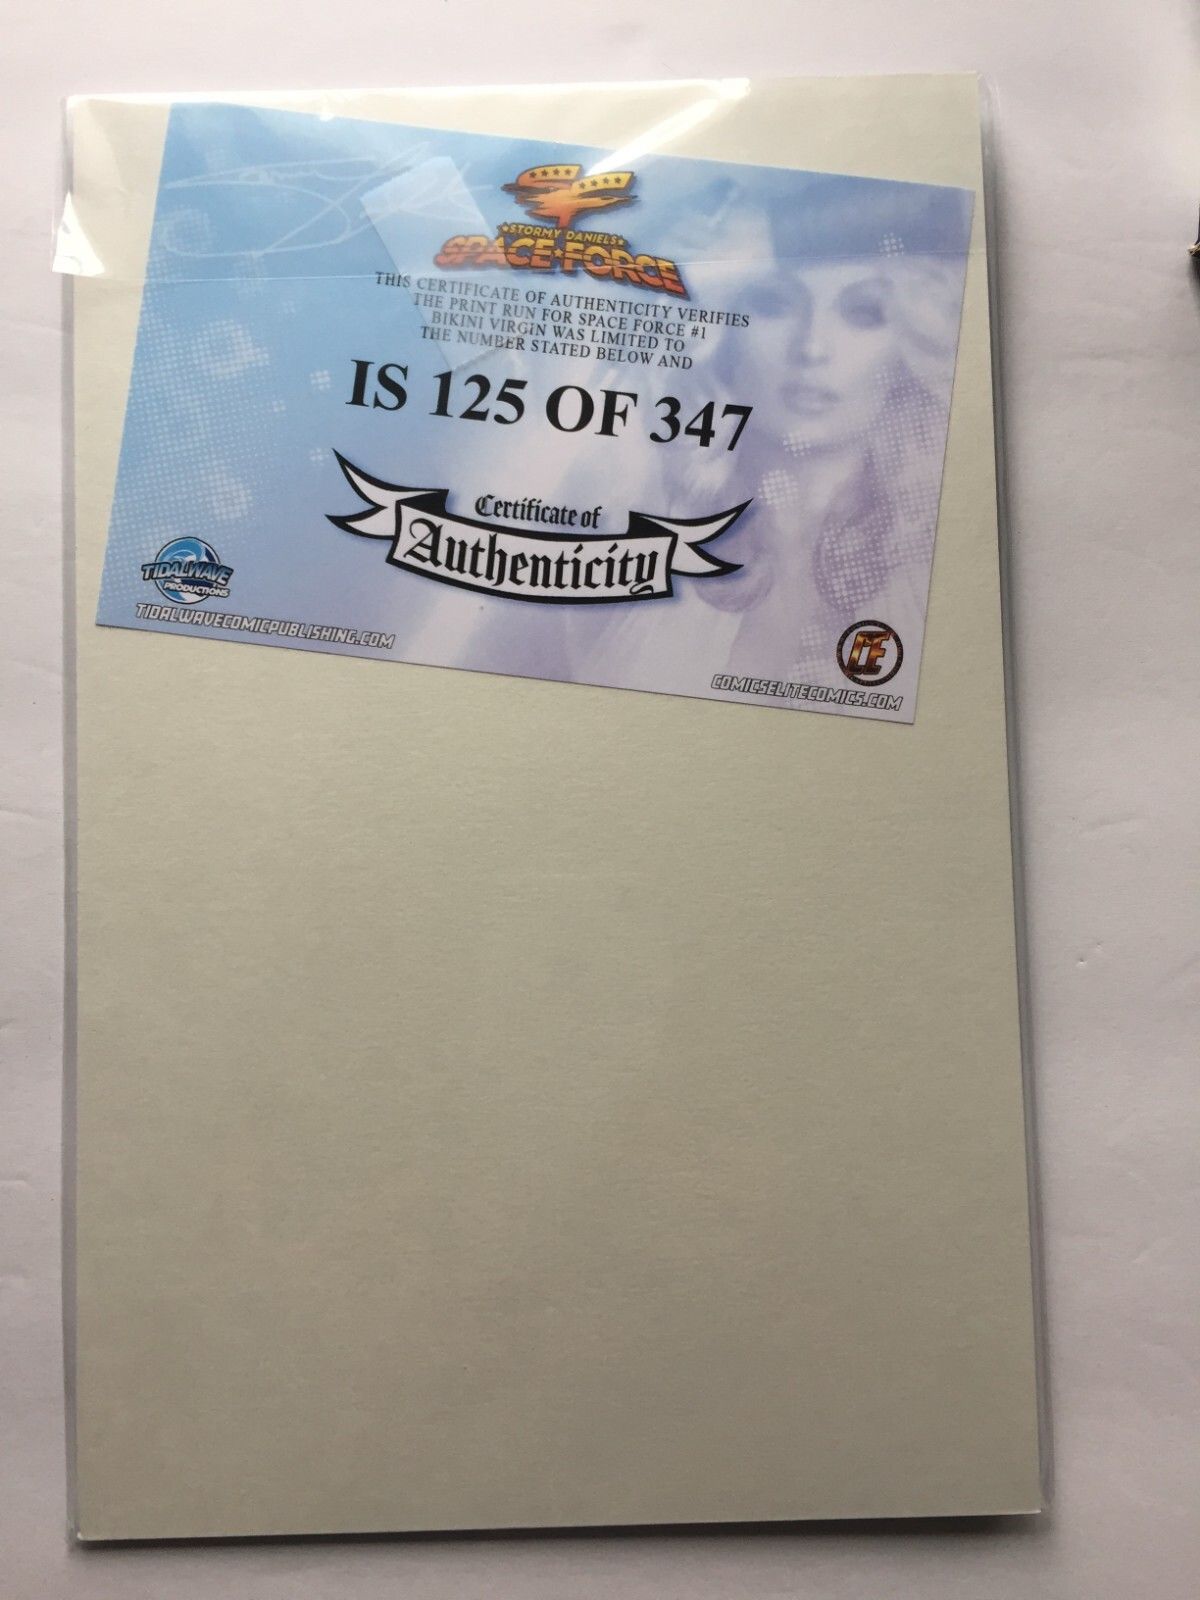 SF
STORMY DANIELS
SPACE FORCE
THIS CERTIFICATE OF AUTHENTICITY VERIFIES
THE PRINT RUN FOR SPACE FORCE #1
BIKINI VIRGIN WAS LIMITED TO
THE NUMBER STATED BELOW AND
IS 125 OF 347
Certificate of
Authenticity
TIDALWAVE
PRODUCTIONS
TIDALWAVECOMICPUBLISHING.COM
CE
COMICSELITECOMICS.COM